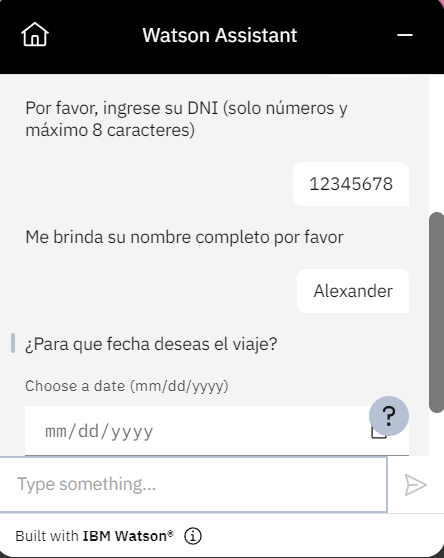 Watson Assistant
Por favor, ingrese su DNI (solo números y
máximo 8 caracteres)
12345678
Me brinda su nombre completo por favor
Alexander
¿Para que fecha deseas el viaje?
Choose a date (mm/dd/yyyy)
mm/dd/yyyy
?
Type something...
Built with IBM Watson®